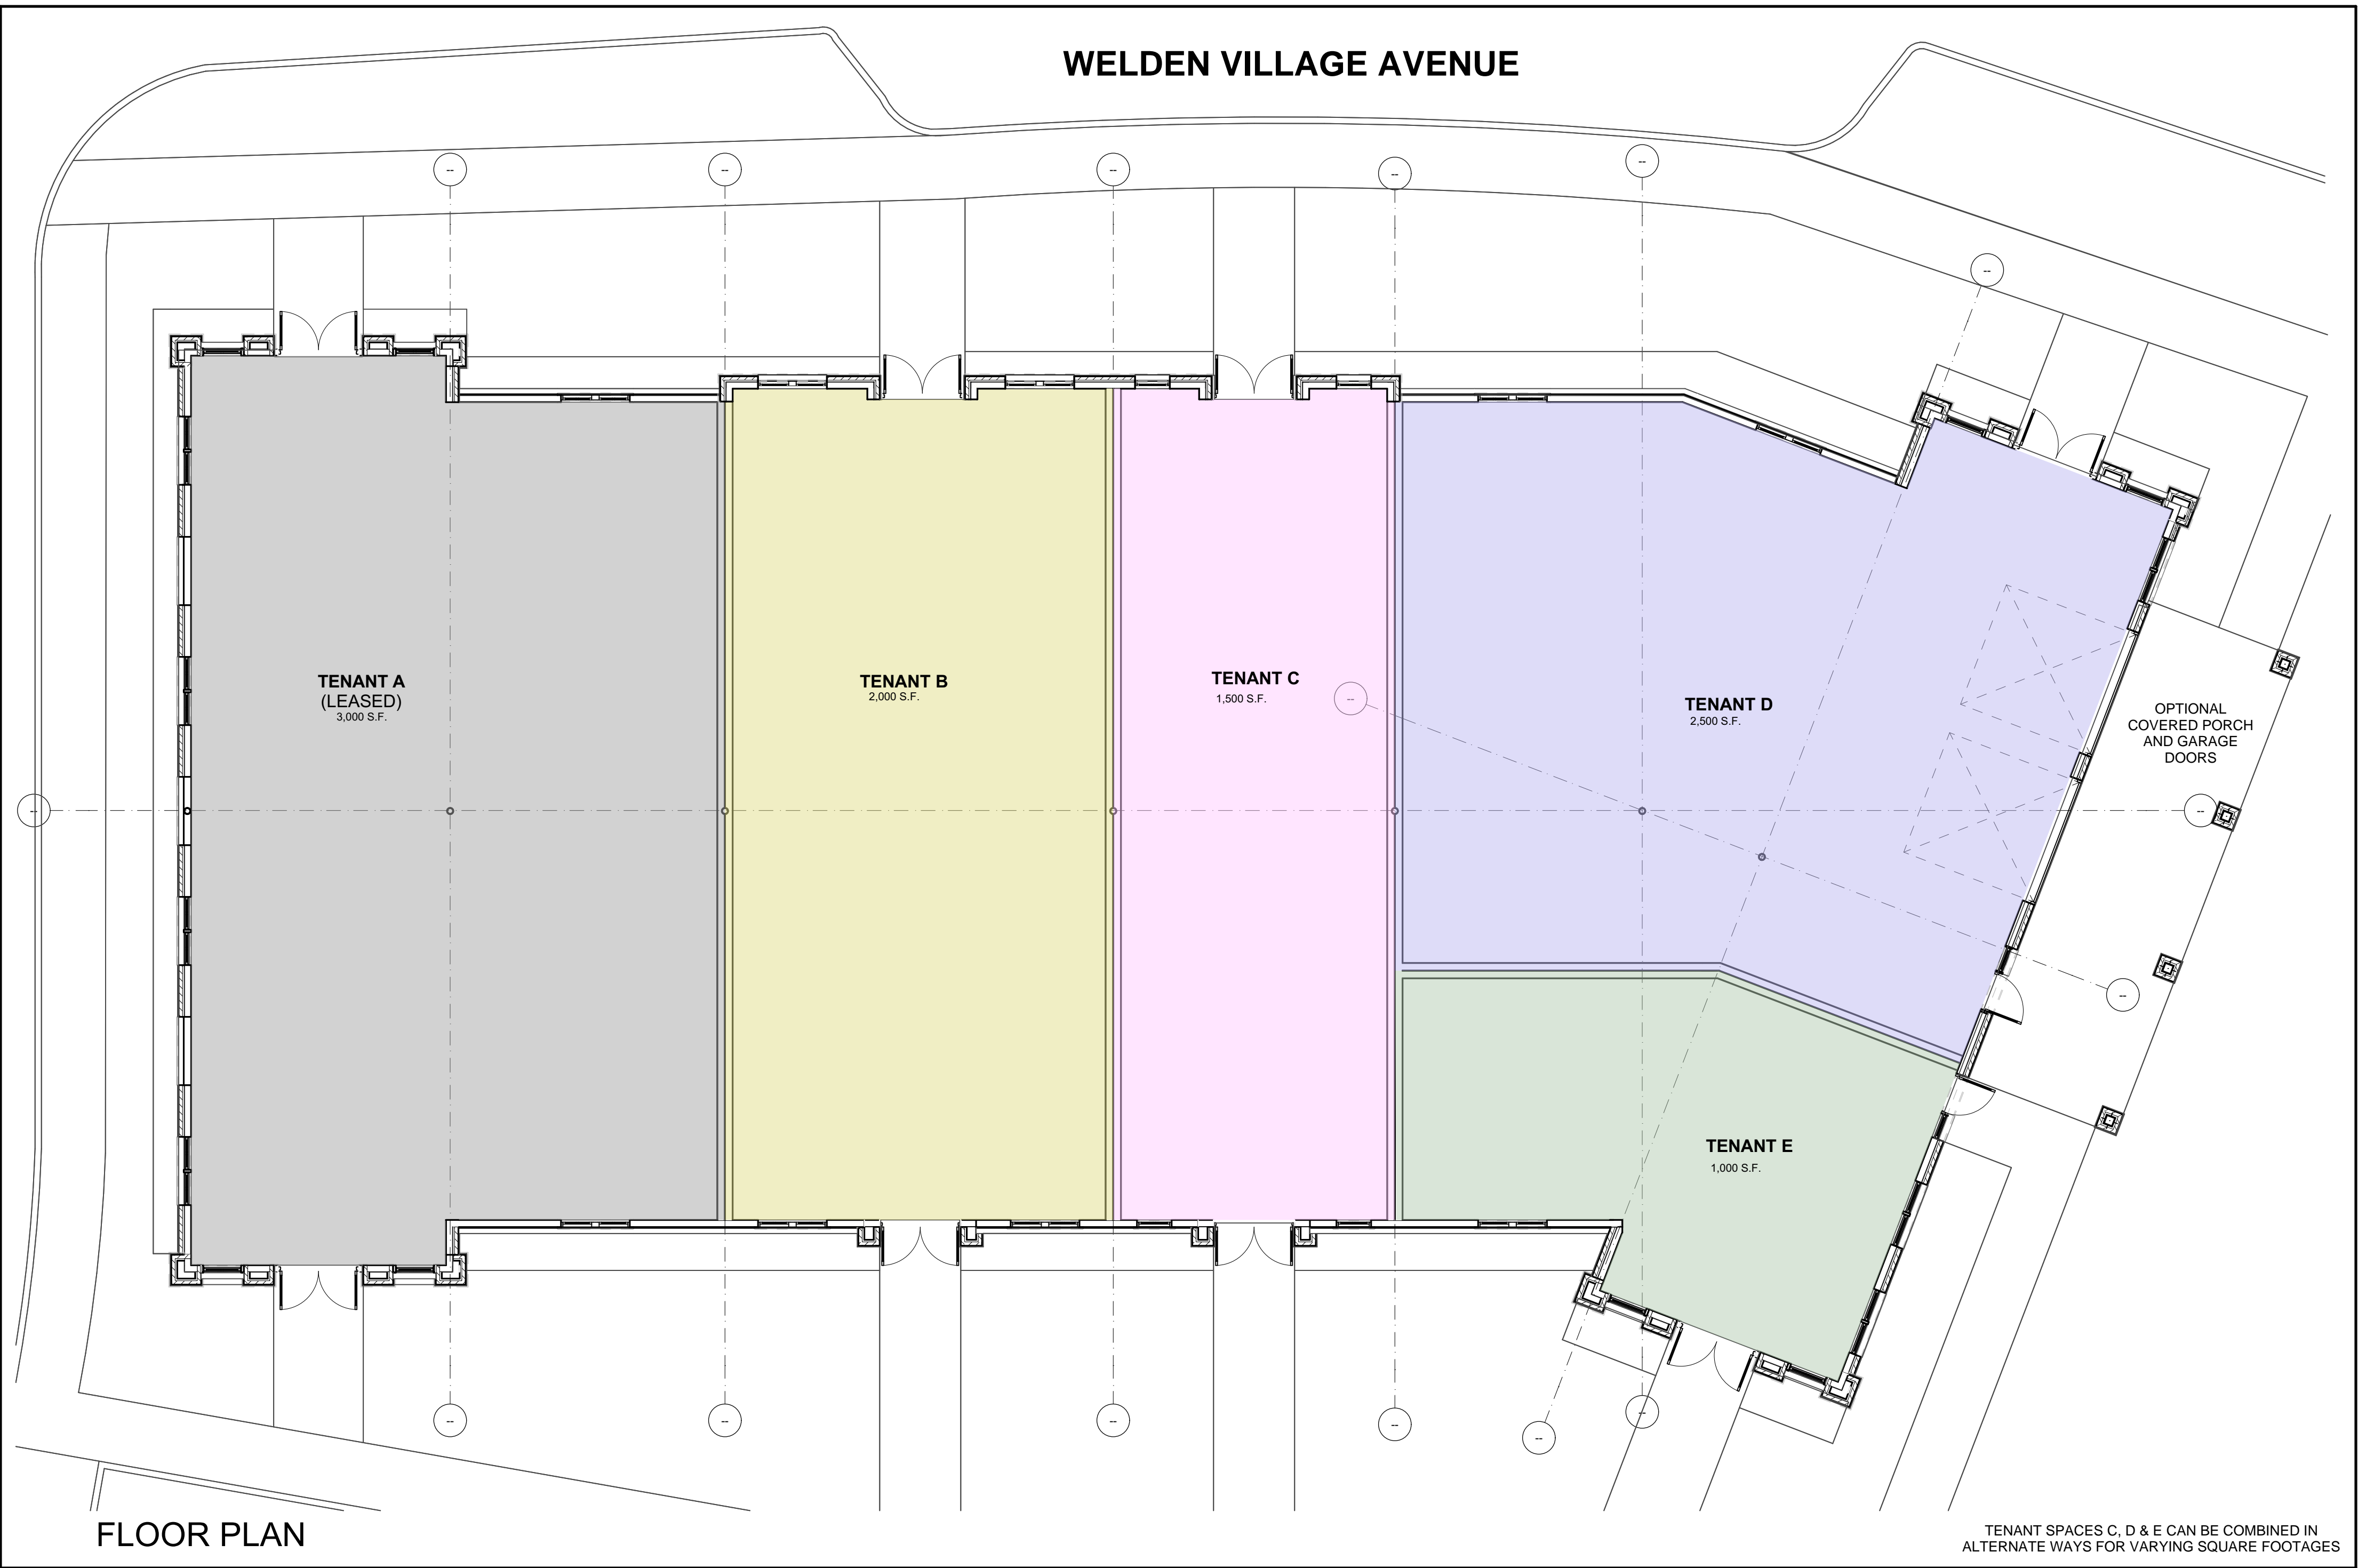 WELDEN VILLAGE AVENUE
--
--
--
--
--
--
TENANT A
(LEASED)
3,000 S.F.
TENANT B
2,000 S.F.
TENANT C
1,500 S.F.
--
TENANT D
2,500 S.F.
OPTIONAL
COVERED PORCH
AND GARAGE
DOORS
--
--
--
TENANT E
1,000 S.F.
--
--
--
--
--
--
FLOOR PLAN
TENANT SPACES C, D & E CAN BE COMBINED IN
ALTERNATE WAYS FOR VARYING SQUARE FOOTAGES